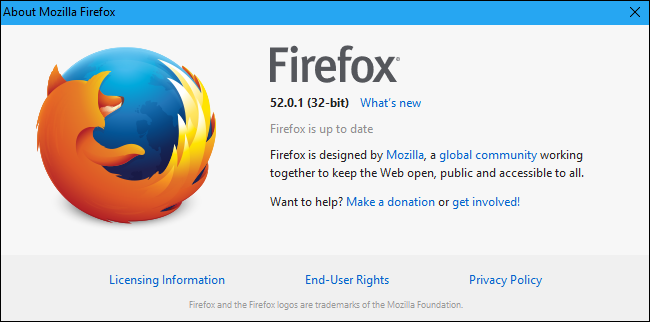 About Mozilla Firefox
Firefox®
52.0.1 (32-bit) What's new
Firefox is up to date
Firefox is designed by Mozilla, a global community working
together to keep the Web open, public and accessible to all.
Want to help? Make a donation or get involved!
Licensing Information End-User Rights Privacy Policy
Firefox and the Firefox logos are trademarks of the Mozilla Foundation.